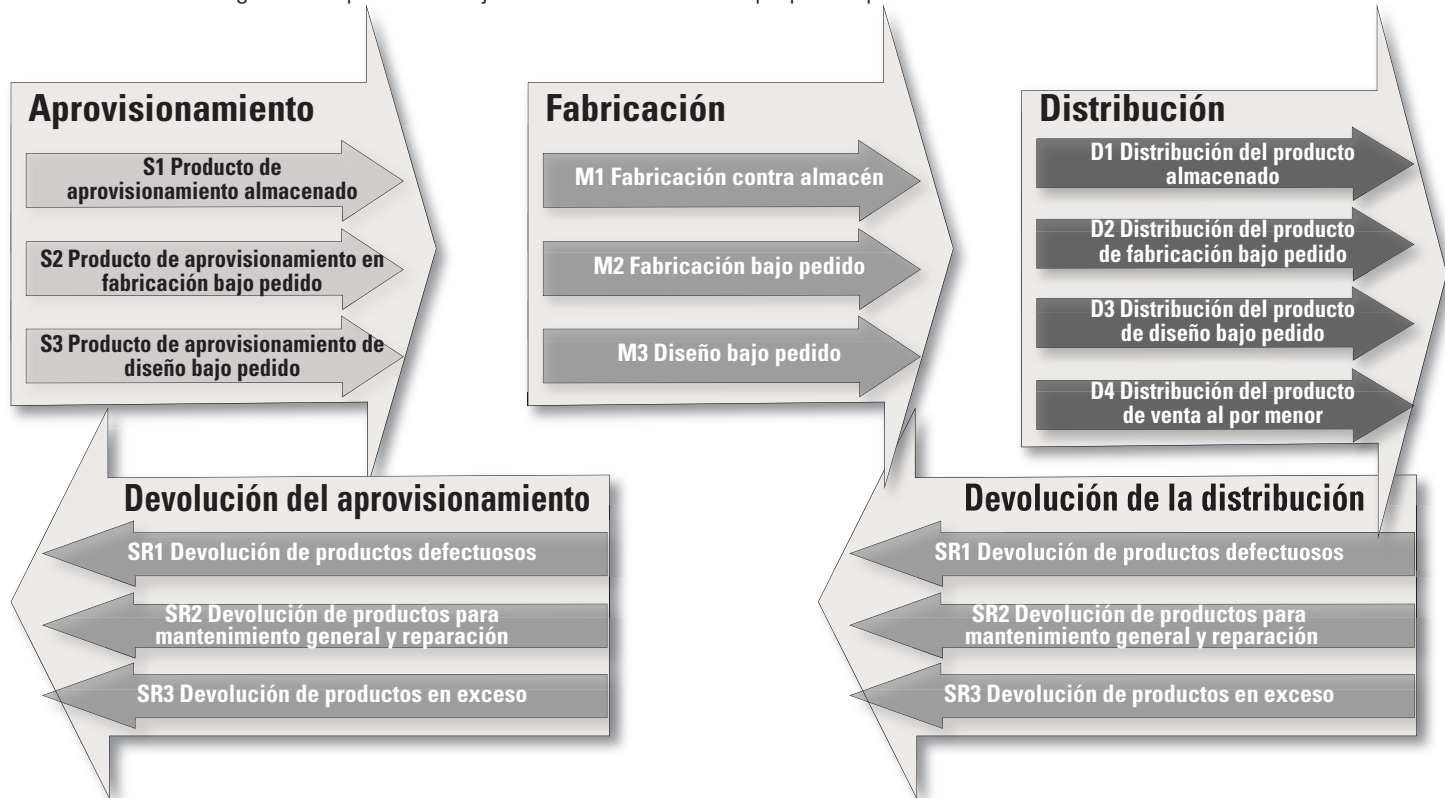 Aprovisionamiento
S1 Producto de
aprovisionamiento almacenado
S2 Producto de aprovisionamiento en
fabricación bajo pedido
S3 Producto de aprovisionamiento de
diseño bajo pedido
Fabricación
M1 Fabricación contra almacén
M2 Fabricación bajo pedido
M3 Diseño bajo pedido
Distribución
D1 Distribución del producto
almacenado
D2 Distribución del producto
de fabricación bajo pedido
D3 Distribución del producto
de diseño bajo pedido
D4 Distribución del producto
de venta al por menor
Devolución del aprovisionamiento
SR1 Devolución de productos defectuosos
SR2 Devolución de productos para
mantenimiento general y reparación
SR3 Devolución de productos en exceso
Devolución de la distribución
SR1 Devolución de productos defectuosos
SR2 Devolución de productos para
mantenimiento general y reparación
SR3 Devolución de productos en exceso